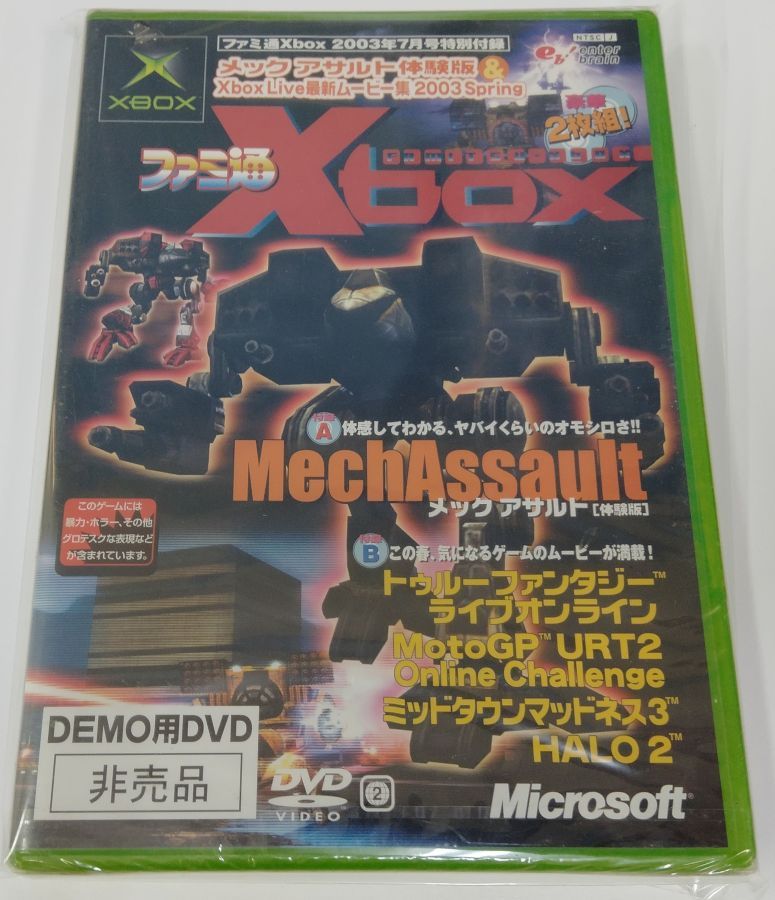 XBOX
ファミ通Xbox 2003年7月号特別付録
NTSC J
eb! enter brain
メック アサルト体験版&
Xbox Live最新ムービー集 2003 Spring
豪華
2枚組!
ファミ通
Xbox
付録
A
体感してわかる、ヤバイくらいのオモシロさ!!
MechAssault
メック アサルト [体験版]
このゲームには
暴力・ホラー、その他
グロテスクな表現など
が含まれています。
付録
B
この春、気になるゲームのムービーが満載!
トゥルーファンタジー™
ライブオンライン
MotoGP™ URT2
Online Challenge
ミッドタウンマッドネス3™
HALO 2™
DEMO用DVD
非売品
DVD
VIDEO
2
Microsoft